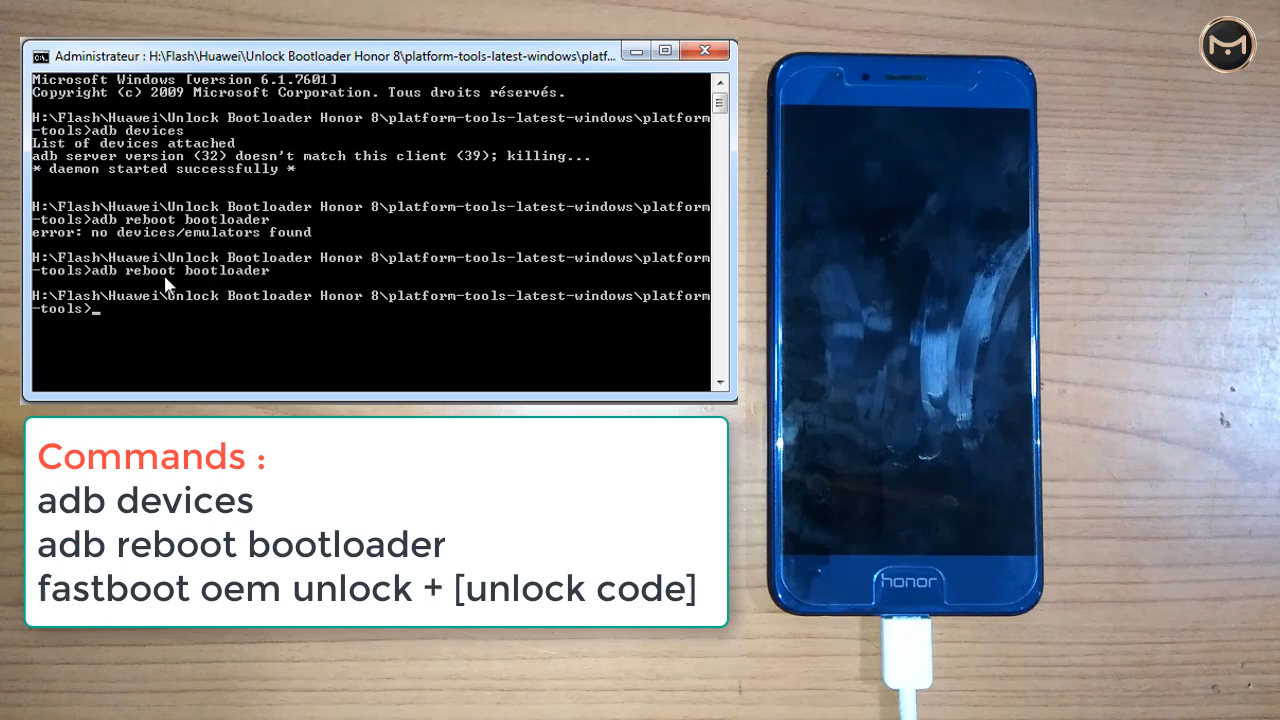 Administrateur : H:\Flash\Huawei\Unlock Bootloader Honor 8\platform-tools-latest-windows\platf...
Microsoft Windows [version 6.1.7601]
Copyright (c) 2009 Microsoft Corporation. Tous droits réservés.
H:\Flash\Huawei\Unlock Bootloader Honor 8\platform-tools-latest-windows\platform
-tools>adb devices
List of devices attached
adb server version (32) doesn't match this client (39); killing...
* daemon started successfully *
H:\Flash\Huawei\Unlock Bootloader Honor 8\platform-tools-latest-windows\platform
-tools>adb reboot bootloader
error: no devices/emulators found
H:\Flash\Huawei\Unlock Bootloader Honor 8\platform-tools-latest-windows\platform
-tools>adb reboot bootloader
H:\Flash\Huawei\Unlock Bootloader Honor 8\platform-tools-latest-windows\platform
-tools>_
Commands :
adb devices
adb reboot bootloader
fastboot oem unlock + [unlock code]
honor